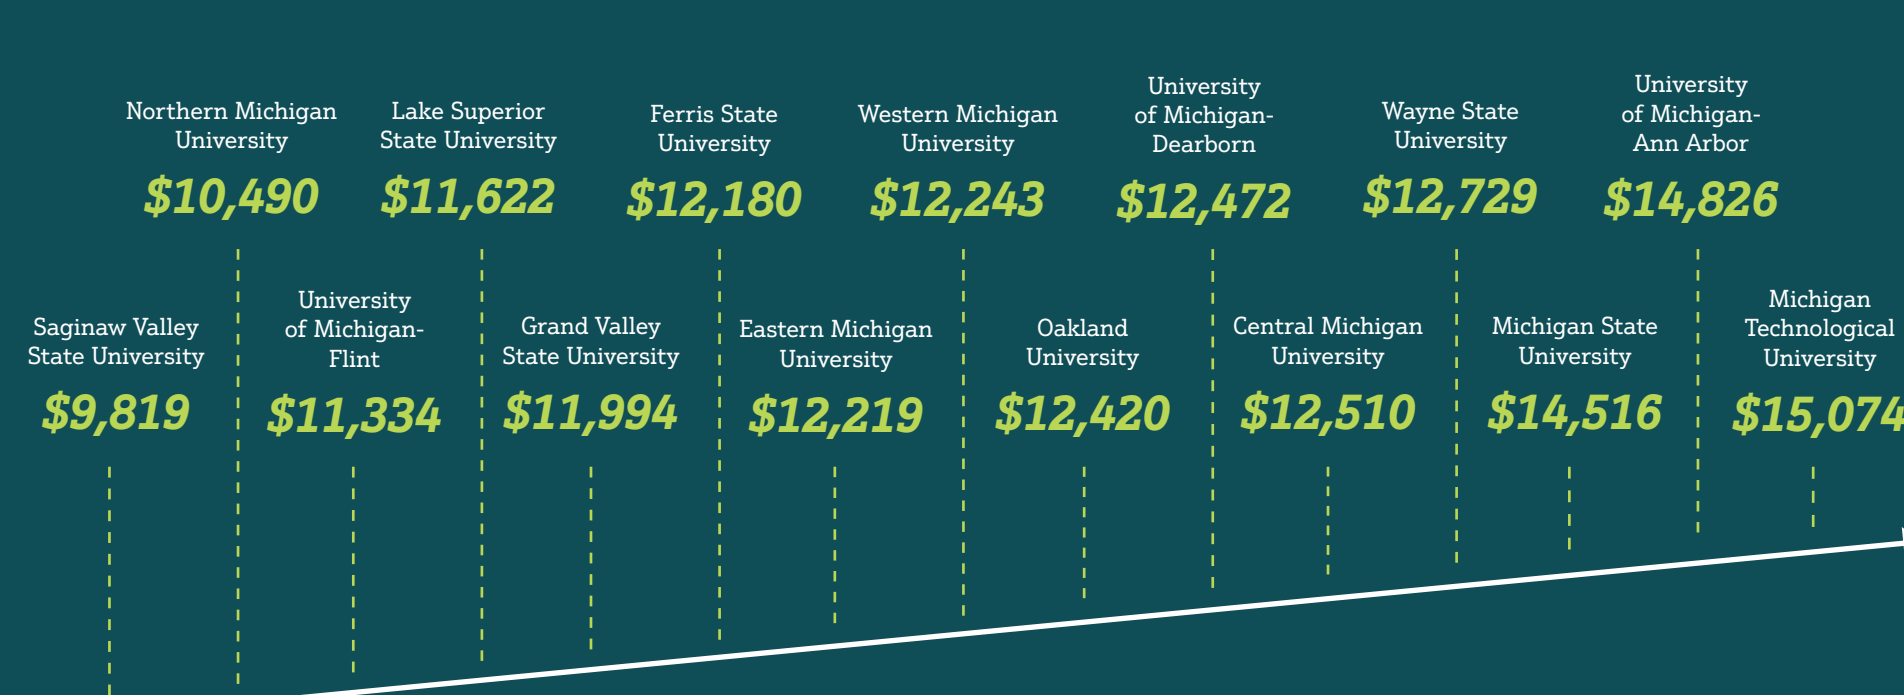 Northern Michigan
University
$10,490
Lake Superior
State University
$11,622
Ferris State
University
$12,180
Western Michigan
University
$12,243
University
of Michigan-
Dearborn
$12,472
Wayne State
University
$12,729
University
of Michigan-
Ann Arbor
$14,826
Saginaw Valley
State University
$9,819
University
of Michigan-
Flint
$11,334
Grand Valley
State University
$11,994
Eastern Michigan
University
$12,219
Oakland
University
$12,420
Central Michigan
University
$12,510
Michigan State
University
$14,516
Michigan
Technological
University
$15,074